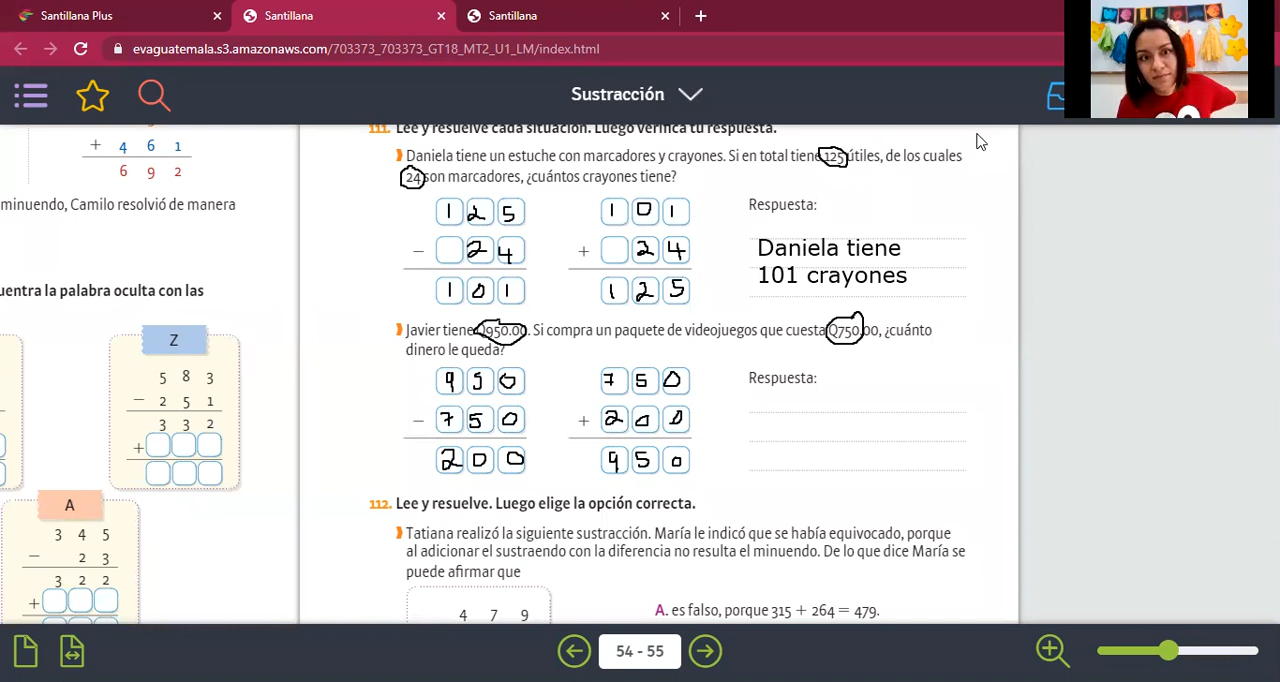 Santillana Plus
Santillana
Santillana
evaguatemala.s3.amazonaws.com/703373_703373_GT18_MT2_U1_LM/index.html
Sustracción
+ 4 6 1
6 9 2
minuendo, Camilo resolvió de manera
uentra la palabra oculta con las
Z
5 8 3
− 2 5 1
3 3 2
+
A
3 4 5
− 2 3
3 2 2
+
111. Lee y resuelve cada situación. Luego verifica tu respuesta.
Daniela tiene un estuche con marcadores y crayones. Si en total tiene 125 útiles, de los cuales
24 son marcadores, ¿cuántos crayones tiene?
1 2 5
− 2 4
1 0 1
1 0 1
+ 2 4
1 2 5
Respuesta:
Daniela tiene
101 crayones
Javier tiene Q950.00. Si compra un paquete de videojuegos que cuesta Q750.00, ¿cuánto
dinero le queda?
9 5 0
− 7 5 0
2 0 0
7 5 0
+ 2 0 0
9 5 0
Respuesta:
112. Lee y resuelve. Luego elige la opción correcta.
Tatiana realizó la siguiente sustracción. María le indicó que se había equivocado, porque
al adicionar el sustraendo con la diferencia no resulta el minuendo. De lo que dice María se
puede afirmar que
4 7 9
A. es falso, porque 315 + 264 = 479.
54 - 55